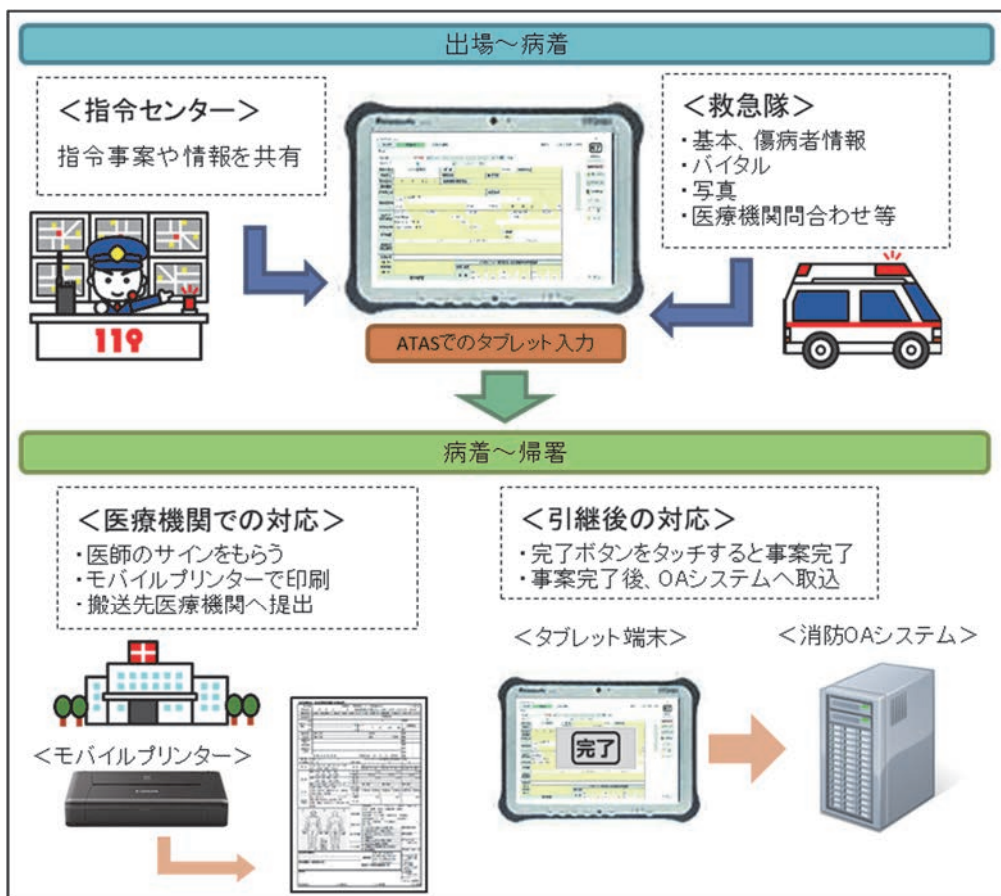 出場～病着
＜指令センター＞
指令事案や情報を共有
＜救急隊＞
・基本、傷病者情報
・バイタル
・写真
・医療機関問合わせ等
Panasonic
119
ATASでのタブレット入力
病着～帰署
＜医療機関での対応＞
・医師のサインをもらう
・モバイルプリンターで印刷
・搬送先医療機関へ提出
＜引継後の対応＞
・完了ボタンをタッチすると事案完了
・事案完了後、OAシステムへ取込
＜タブレット端末＞
＜消防OAシステム＞
完了
＜モバイルプリンター＞
Canon